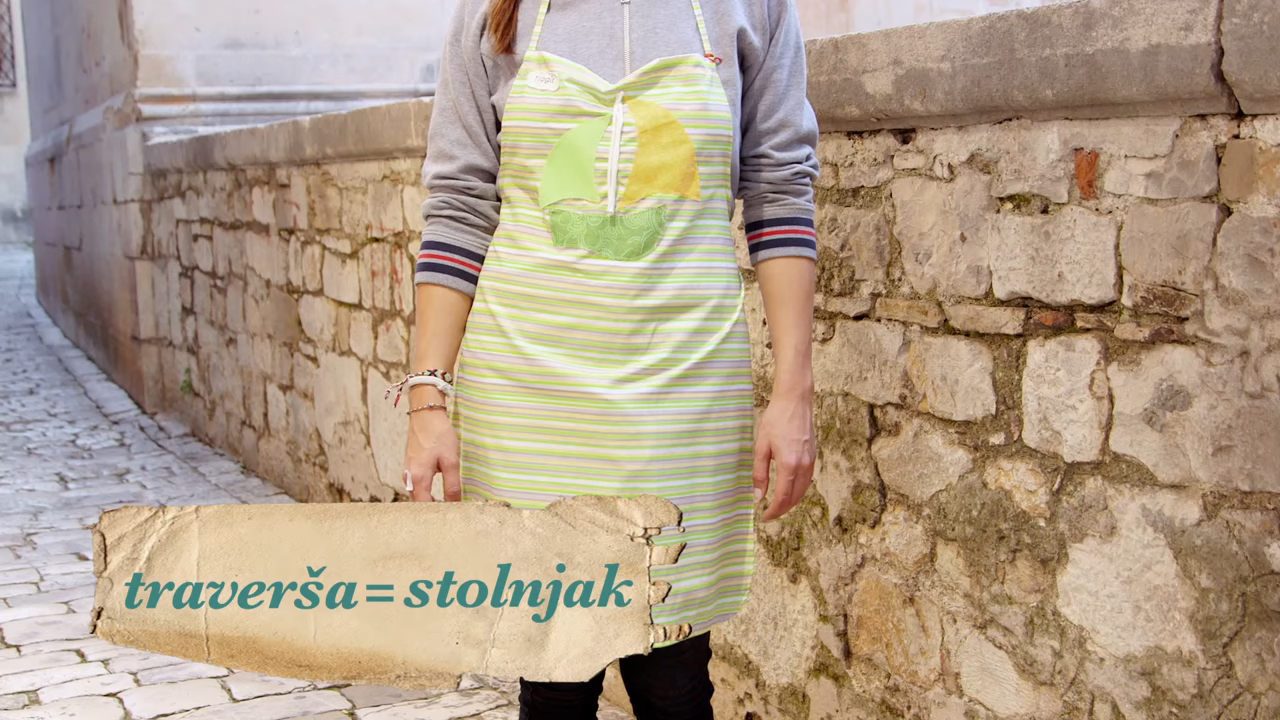 traverša = stolnjak